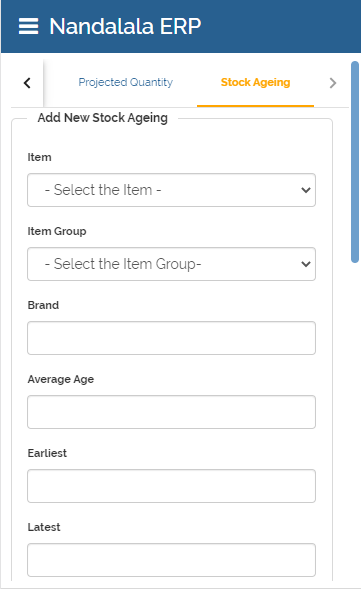 Nandalala ERP
Projected Quantity Stock Ageing
Add New Stock Ageing
Item
- Select the Item -
Item Group
- Select the Item Group-
Brand
Average Age
Earliest
Latest